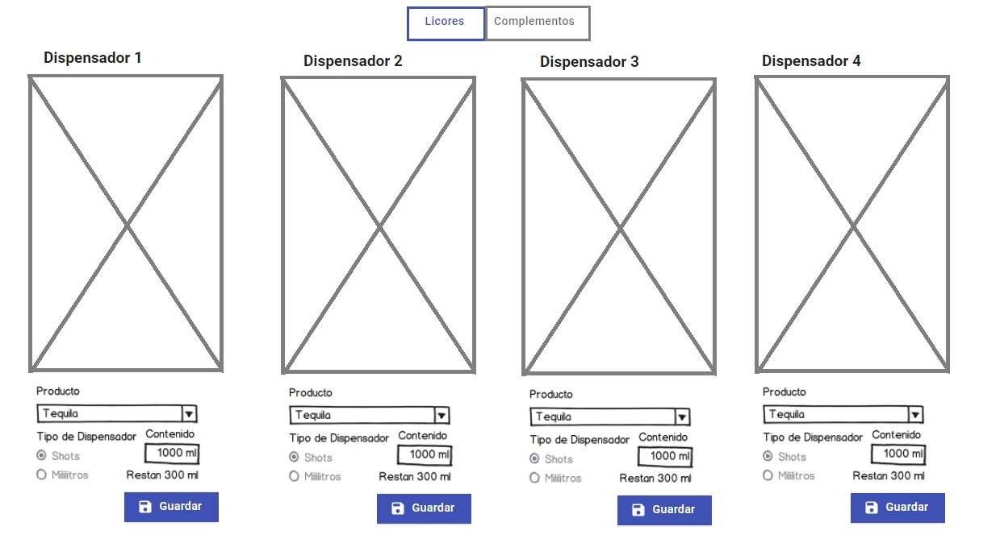 Licores
Complementos
Dispensador 1
Dispensador 2
Dispensador 3
Dispensador 4
Producto
Tequila
Tipo de Dispensador
Contenido
Shots
1000 ml
Mililitros
Restan 300 ml
Guardar
Producto
Tequila
Tipo de Dispensador
Contenido
Shots
1000 ml
Mililitros
Restan 300 ml
Guardar
Producto
Tequila
Tipo de Dispensador
Contenido
Shots
1000 ml
Mililitros
Restan 300 ml
Guardar
Producto
Tequila
Tipo de Dispensador
Contenido
Shots
1000 ml
Mililitros
Restan 300 ml
Guardar